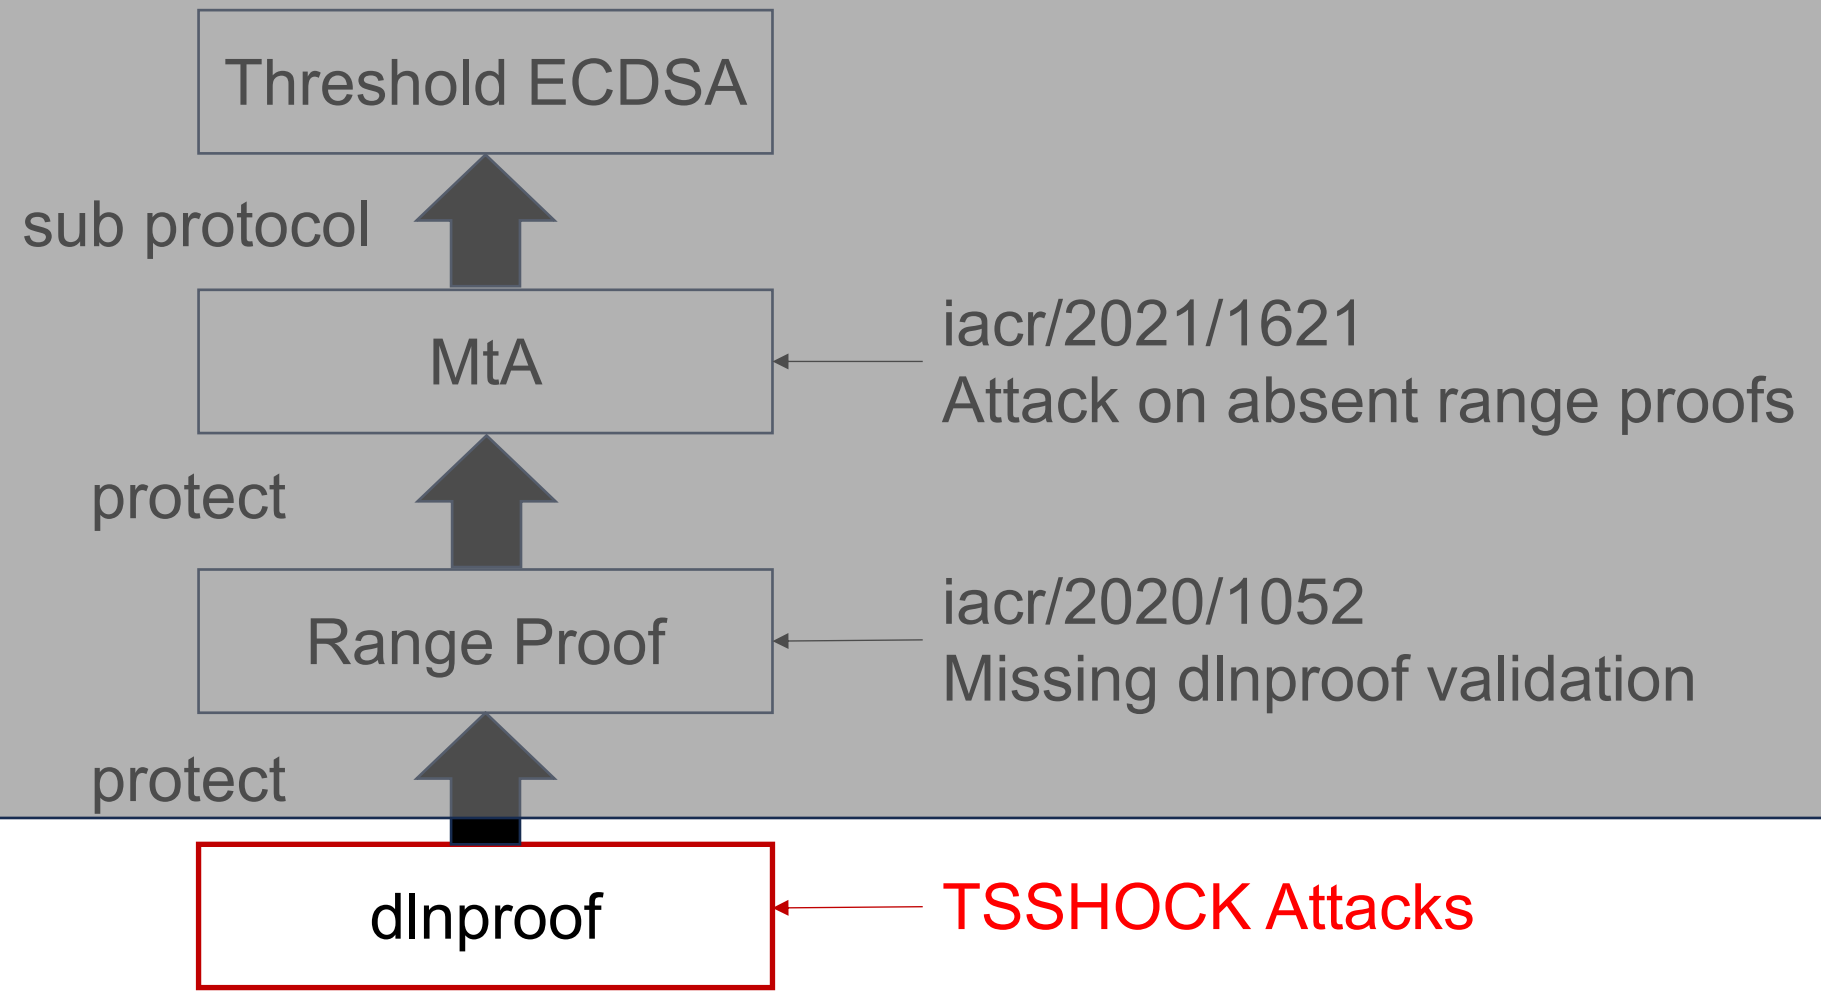 Threshold ECDSA
sub protocol
MtA
iacr/2021/1621
Attack on absent range proofs
protect
Range Proof
iacr/2020/1052
Missing dlnproof validation
protect
dlnproof
TSSHOCK Attacks